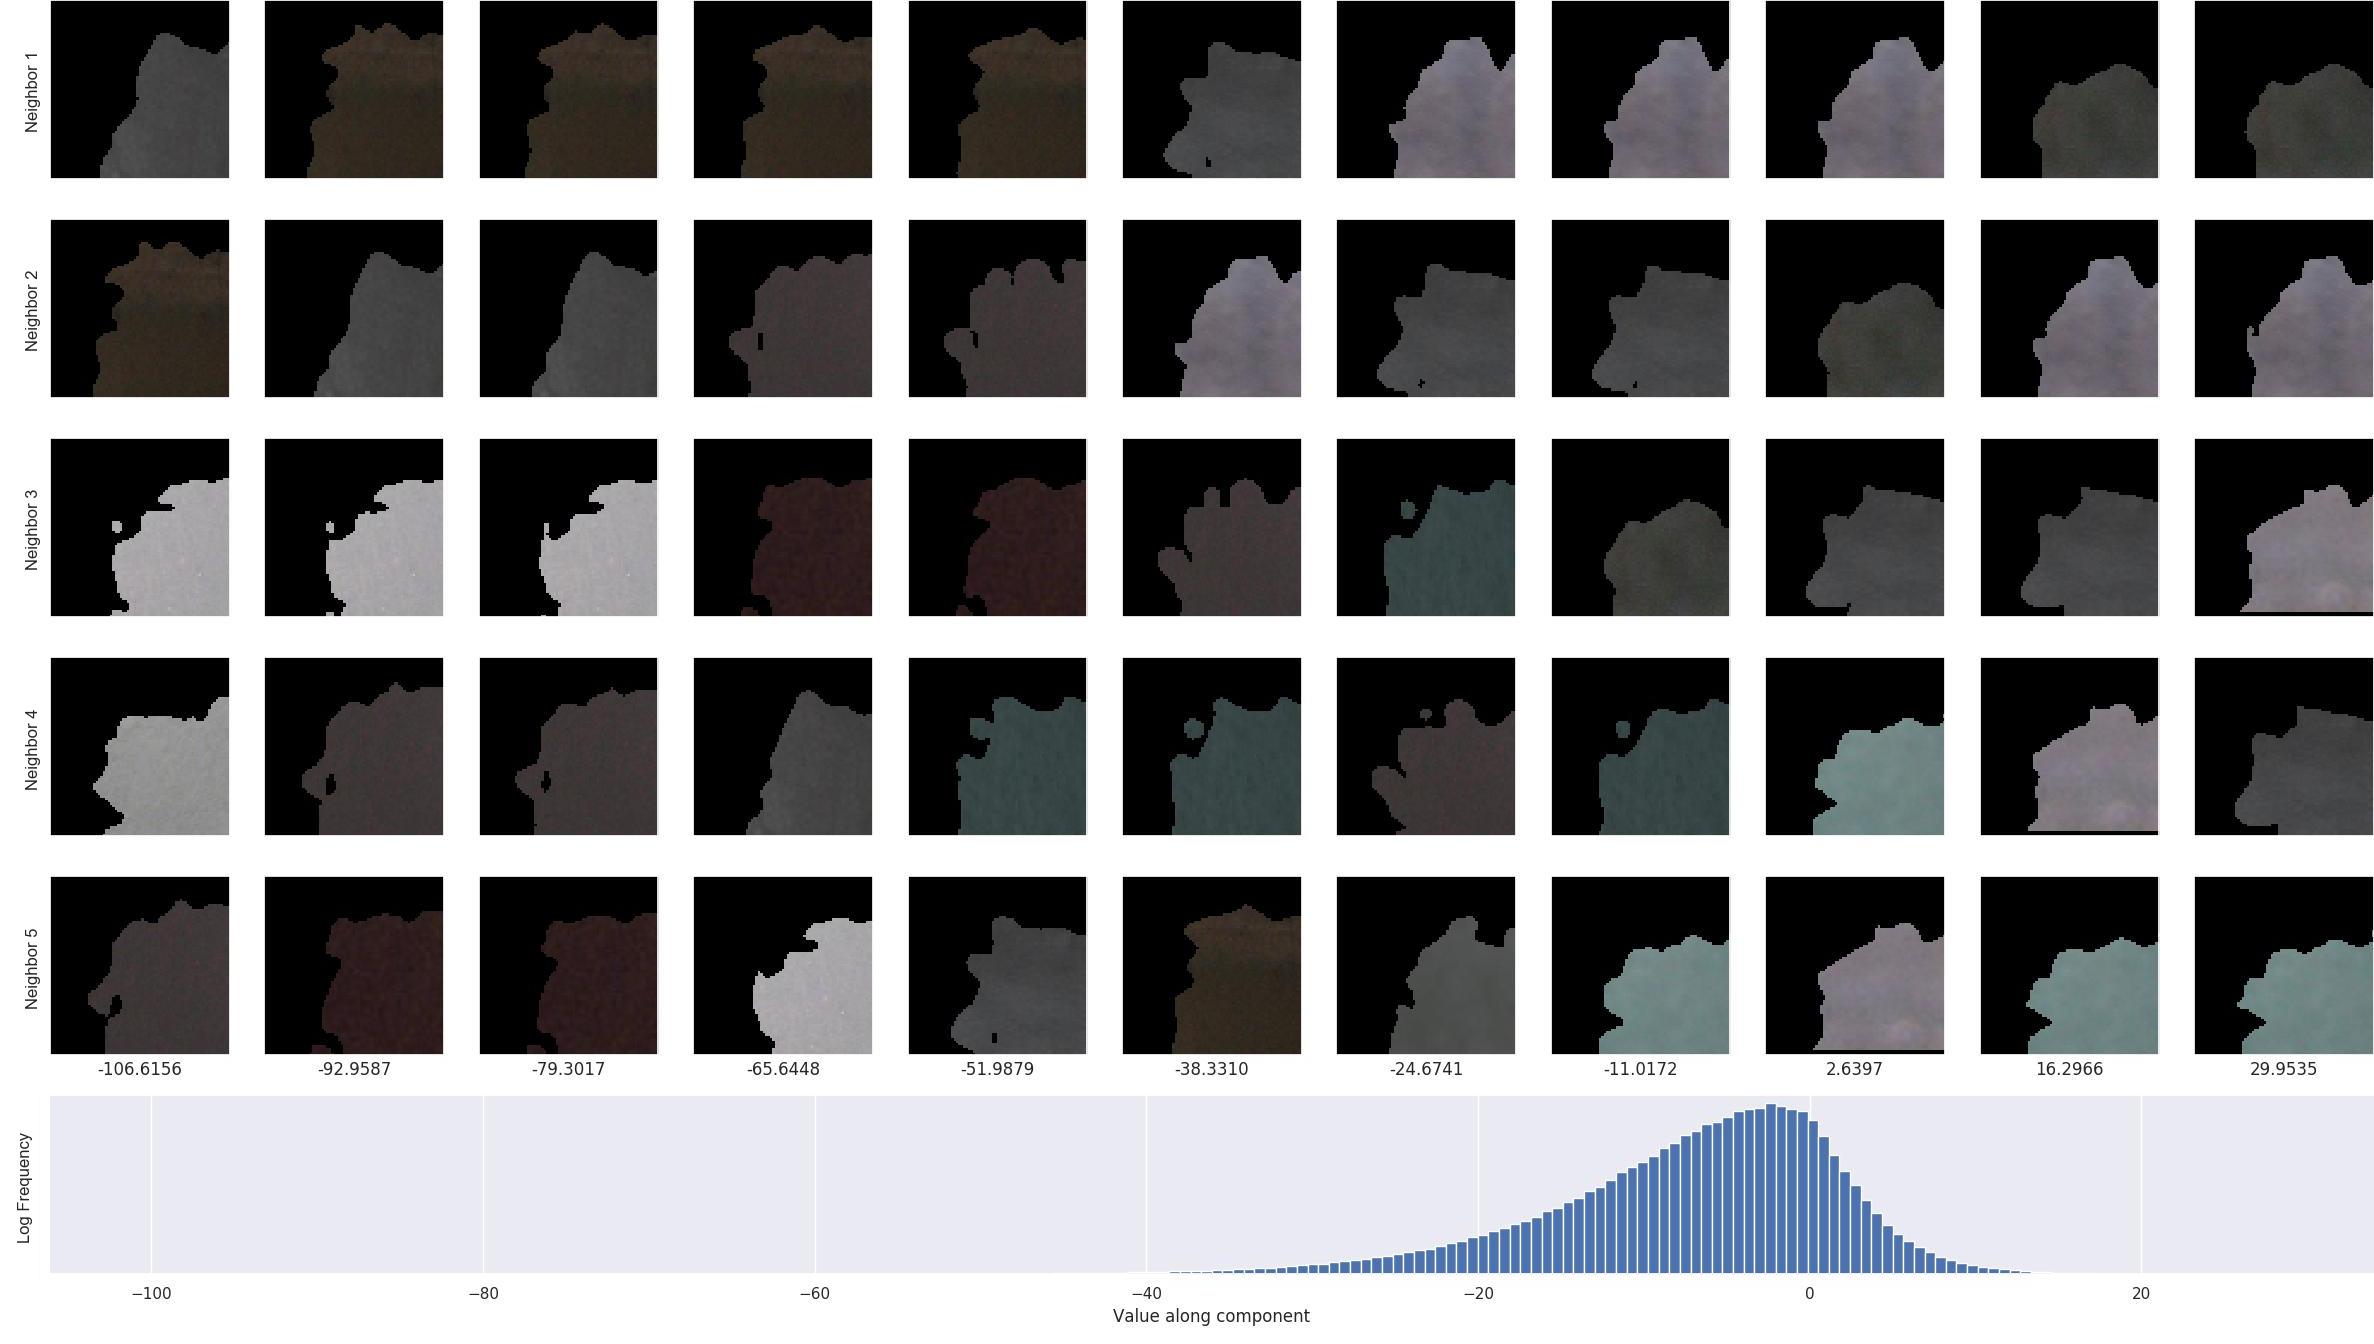 Neighbor 1
Neighbor 2
Neighbor 3
Neighbor 4
Neighbor 5
-106.6156 -92.9587 -79.3017 -65.6448 -51.9879 -38.3310 -24.6741 -11.0172 2.6397 16.2966 29.9535
Log Frequency
−100 −80 −60 −40 −20 0 20
Value along component